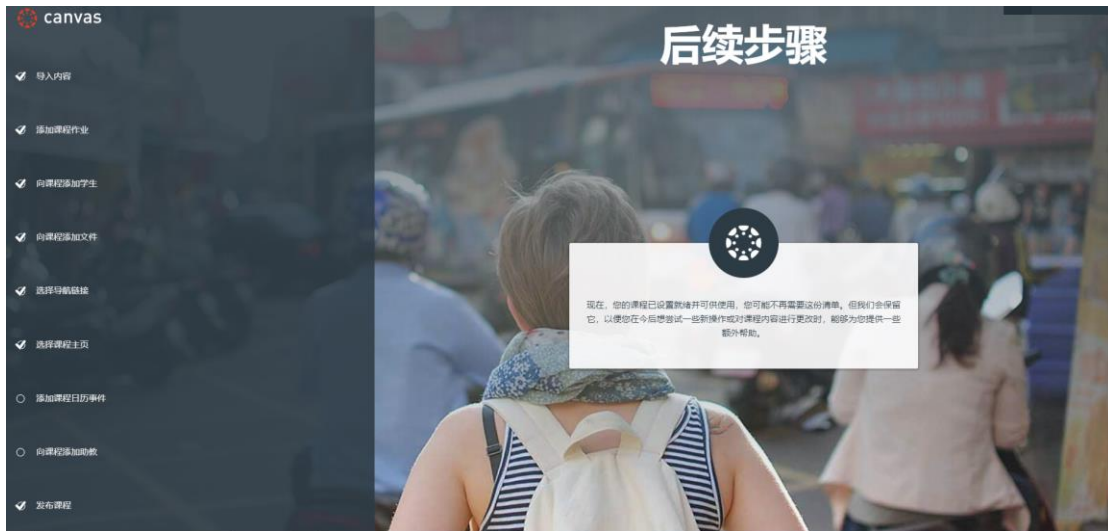 canvas
后续步骤
导入内容
添加课程作业
向课程添加学生
向课程添加文件
选择导航链接
选择课程主页
添加课程日历事件
向课程添加助教
发布课程
现在，您的课程已设置就绪并可供使用，您可能不再需要这份清单。但我们会保留
它，以便您在今后想尝试一些新操作或对课程内容进行更改时，能够为您提供一些
额外帮助。